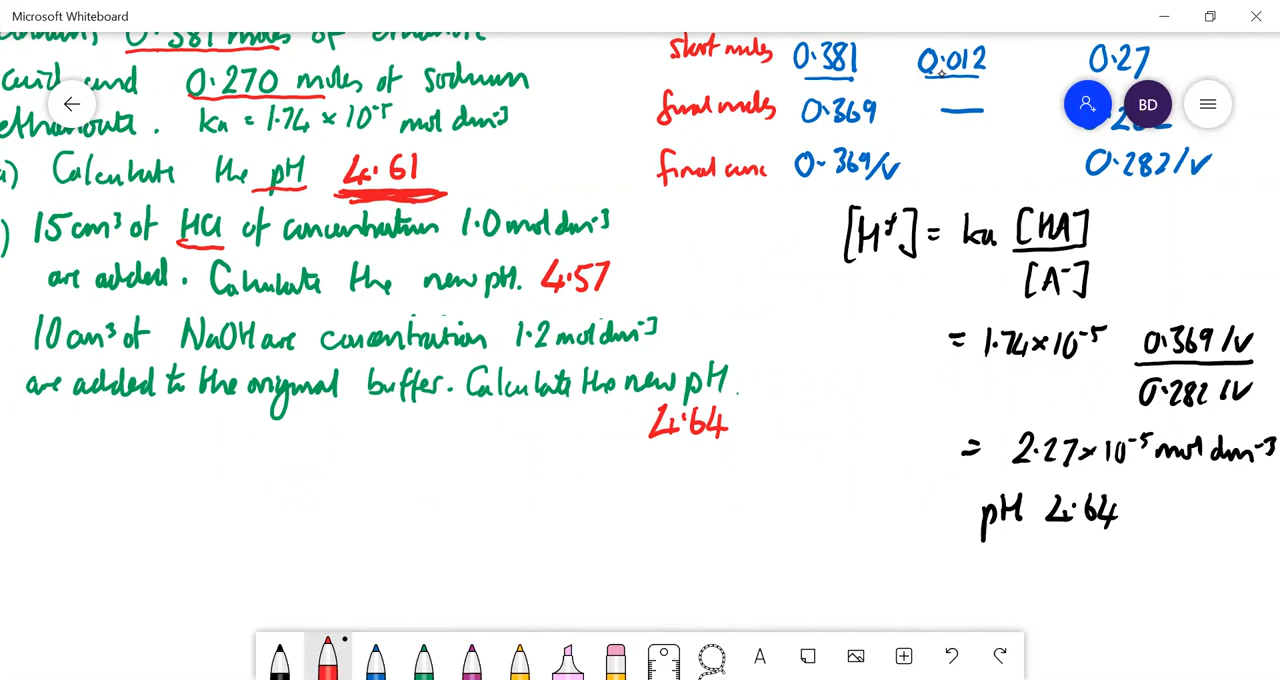 Microsoft Whiteboard
0.381 moles of
acid and 0.270 moles of sodium
ethanoate. ka = 1.74 × 10⁻⁵ mol dm⁻³
a) Calculate the pH 4.61
) 15cm³ of HCl of concentration 1.0 mol dm⁻³
are added. Calculate the new pH. 4.57
10cm³ of NaOH are concentration 1.2 mol dm⁻³
are added to the original buffer. Calculate the new pH.
4.64
start moles 0.381 0.012 0.27
final moles 0.369 —
final conc 0.369/v 0.282/v
[H⁺] = ka [HA]
[A⁻]
= 1.74×10⁻⁵ 0.369/v
0.282/v
= 2.27×10⁻⁵ mol dm⁻³
pH 4.64
BD
A